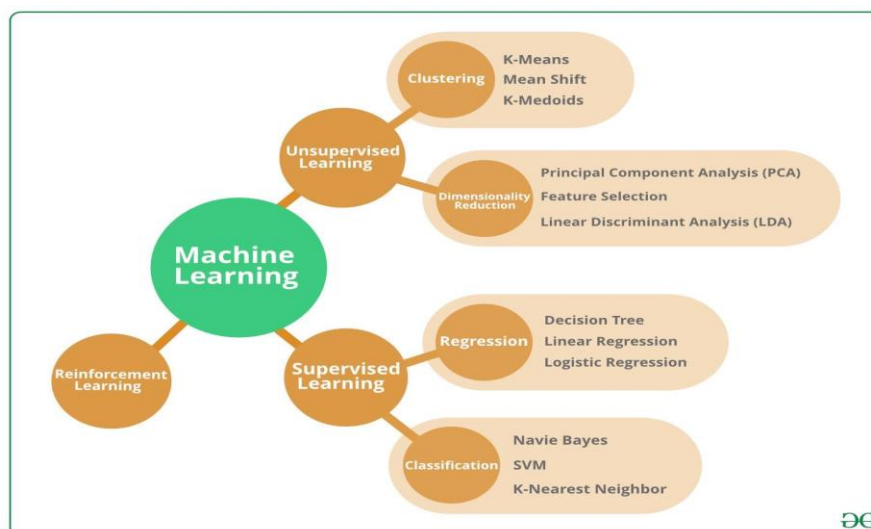 Clustering
K-Means
Mean Shift
K-Medoids
Unsupervised
Learning
Dimensionality
Reduction
Principal Component Analysis (PCA)
Feature Selection
Linear Discriminant Analysis (LDA)
Machine
Learning
Reinforcement
Learning
Supervised
Learning
Regression
Decision Tree
Linear Regression
Logistic Regression
Classification
Navie Bayes
SVM
K-Nearest Neighbor